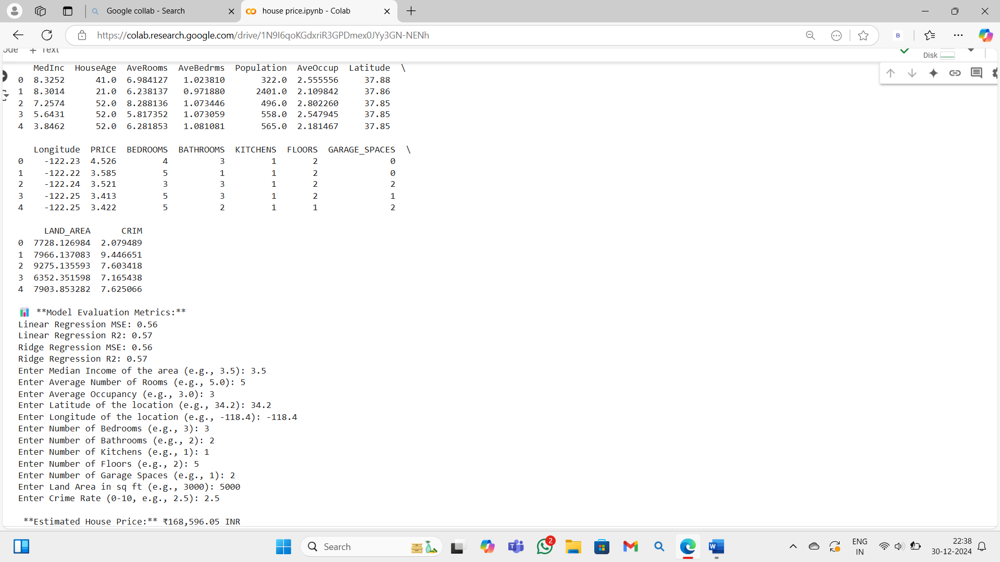 Google collab - Search
house price.ipynb - Colab
https://colab.research.google.com/drive/1N9I6qoKGdxriR3GPDmex0JYy3GN-NENh
B
+ Text
Disk
MedInc HouseAge AveRooms AveBedrms Population AveOccup Latitude \
0 8.3252 41.0 6.984127 1.023810 322.0 2.555556 37.88
1 8.3014 21.0 6.238137 0.971880 2401.0 2.109842 37.86
2 7.2574 52.0 8.288136 1.073446 496.0 2.802260 37.85
3 5.6431 52.0 5.817352 1.073059 558.0 2.547945 37.85
4 3.8462 52.0 6.281853 1.081081 565.0 2.181467 37.85
Longitude PRICE BEDROOMS BATHROOMS KITCHENS FLOORS GARAGE_SPACES \
0 -122.23 4.526 4 3 1 2 0
1 -122.22 3.585 5 1 1 2 0
2 -122.24 3.521 3 3 1 2 2
3 -122.25 3.413 5 3 1 2 1
4 -122.25 3.422 5 2 1 1 2
LAND_AREA CRIM
0 7728.126984 2.079489
1 7966.137083 9.446651
2 9275.135593 7.603418
3 6352.351598 7.165438
4 7903.853282 7.625066
**Model Evaluation Metrics:**
Linear Regression MSE: 0.56
Linear Regression R2: 0.57
Ridge Regression MSE: 0.56
Ridge Regression R2: 0.57
Enter Median Income of the area (e.g., 3.5): 3.5
Enter Average Number of Rooms (e.g., 5.0): 5
Enter Average Occupancy (e.g., 3.0): 3
Enter Latitude of the location (e.g., 34.2): 34.2
Enter Longitude of the location (e.g., -118.4): -118.4
Enter Number of Bedrooms (e.g., 3): 3
Enter Number of Bathrooms (e.g., 2): 2
Enter Number of Kitchens (e.g., 1): 1
Enter Number of Floors (e.g., 2): 5
Enter Number of Garage Spaces (e.g., 1): 2
Enter Land Area in sq ft (e.g., 3000): 5000
Enter Crime Rate (0-10, e.g., 2.5): 2.5
**Estimated House Price:** ₹168,596.05 INR
Search
2
ENG
IN
22:38
30-12-2024